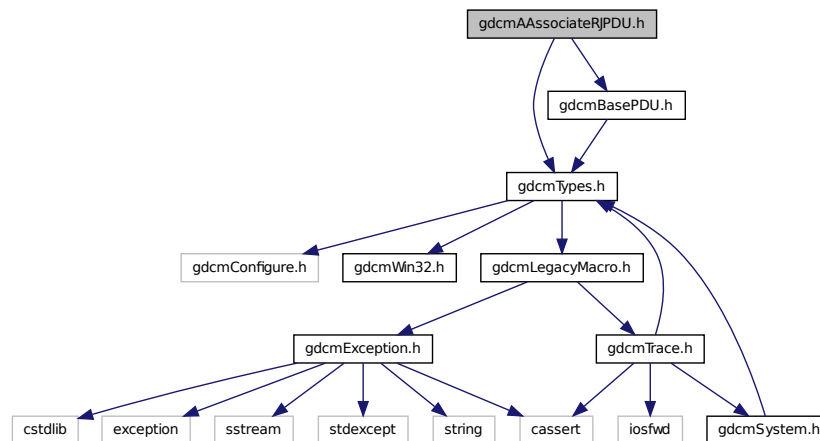 gdcmAAssociateRJPDU.h
gdcmBasePDU.h
gdcmTypes.h
gdcmConfigure.h
gdcmWin32.h
gdcmLegacyMacro.h
gdcmException.h
gdcmTrace.h
cstdlib
exception
sstream
stdexcept
string
cassert
iosfwd
gdcmSystem.h